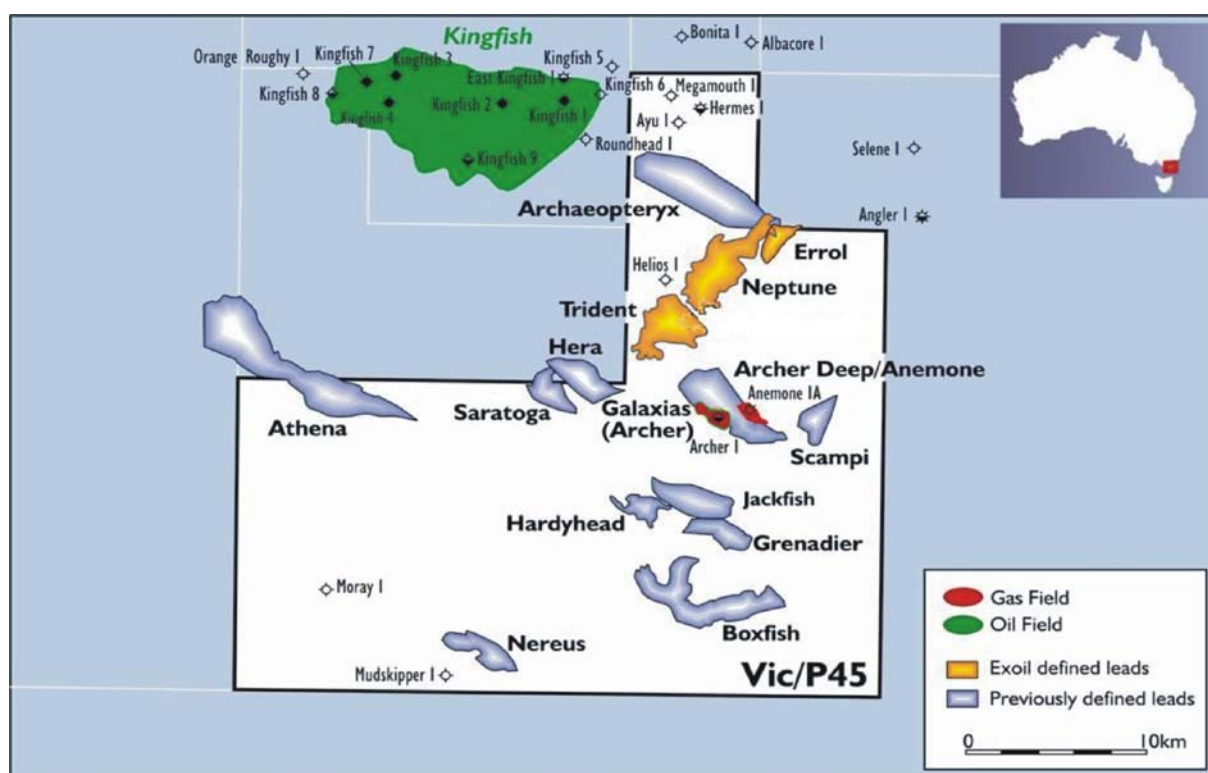 Kingfish
Bonita 1
Albacore 1
Orange Roughy 1
Kingfish 7
Kingfish 3
Kingfish 5
East Kingfish 1
Kingfish 8
Kingfish 4
Kingfish 2
Kingfish 1
Kingfish 6
Megamouth 1
Hermes 1
Ayu 1
Roundhead 1
Kingfish 9
Selene 1
Archaeopteryx
Angler 1
Errol
Helios 1
Neptune
Trident
Hera
Archer Deep/Anemone
Anemone 1A
Athena
Saratoga
Galaxias
(Archer)
Archer 1
Scampi
Jackfish
Hardyhead
Grenadier
Moray 1
Boxfish
Nereus
Mudskipper 1
Vic/P45
Gas Field
Oil Field
Exoil defined leads
Previously defined leads
0 10km